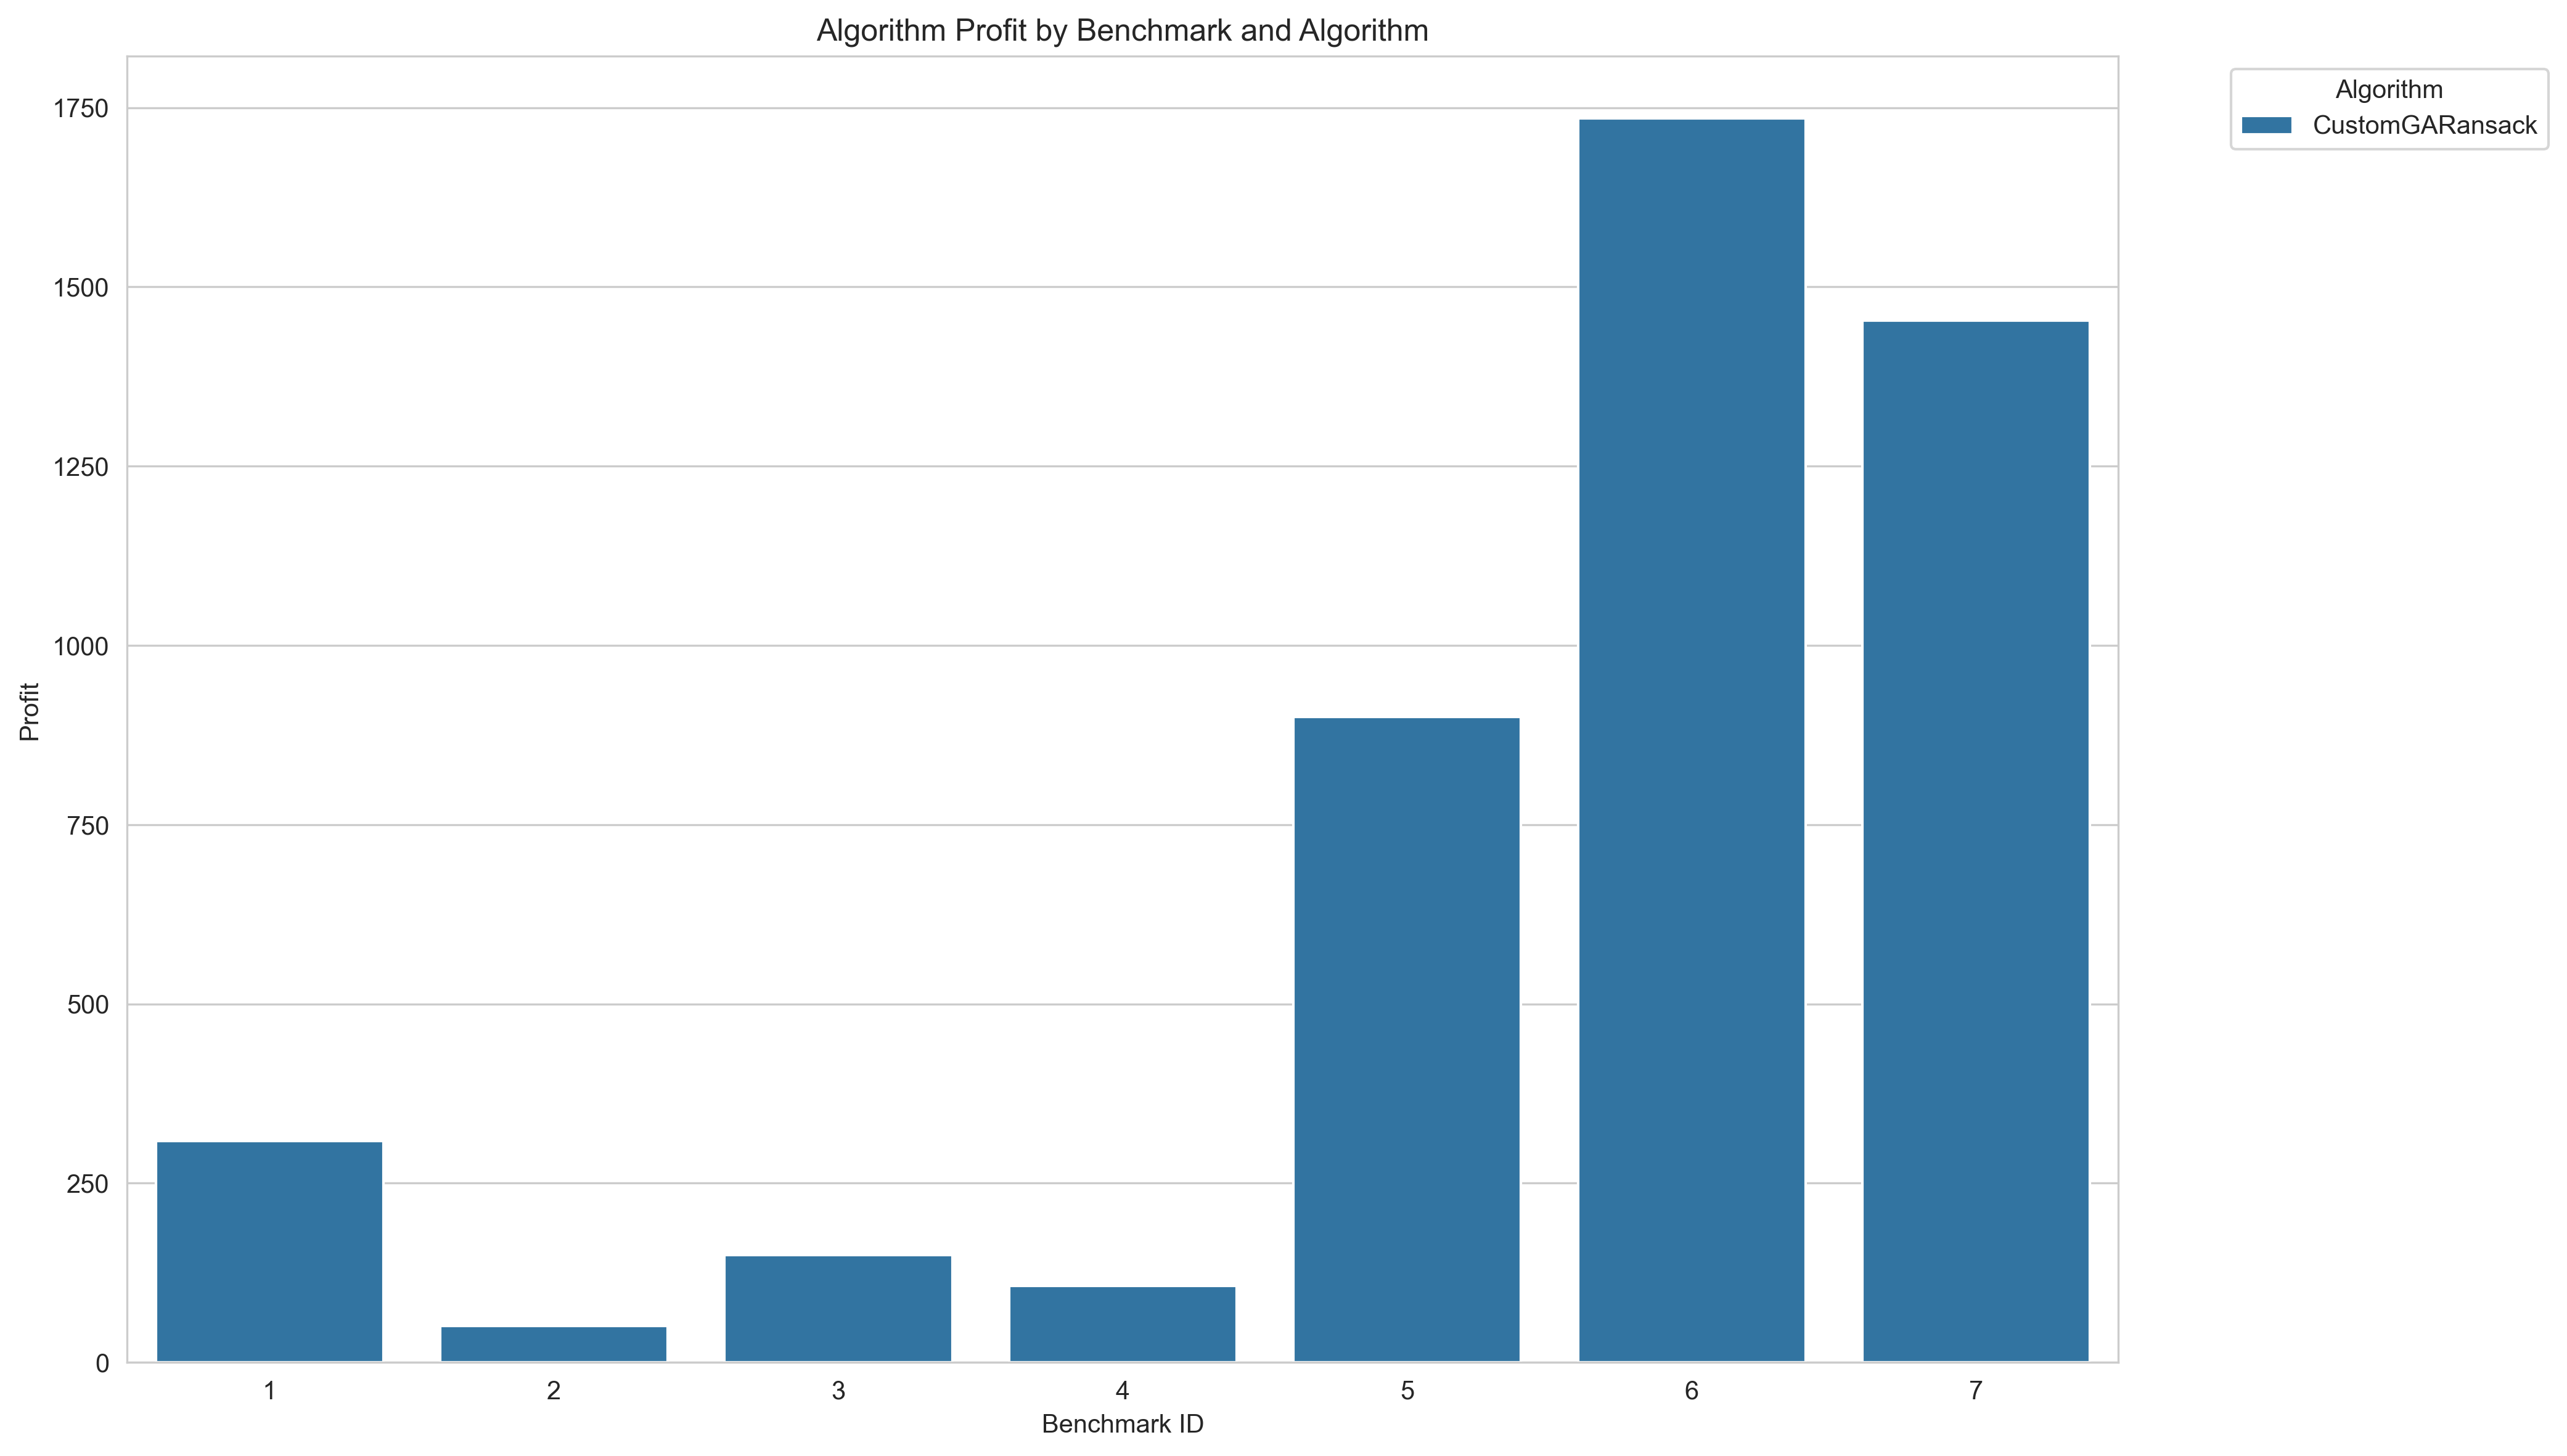 Algorithm Profit by Benchmark and Algorithm
Algorithm
CustomGARansack
Profit
1750
1500
1250
1000
750
500
250
0
1 2 3 4 5 6 7
Benchmark ID